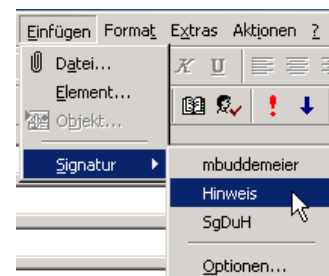 Einfügen Format Extras Aktionen ?
Datei...
K U
Element...
Objekt...
Signatur mbuddemeier
Hinweis
SgDuH
Optionen...